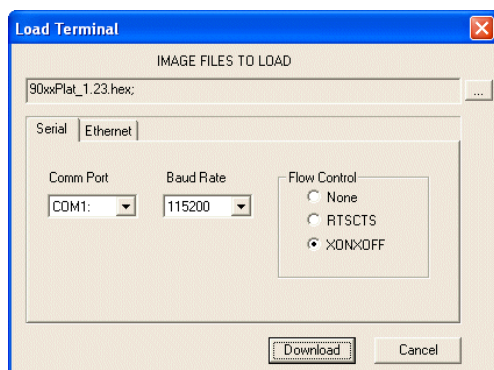 Load Terminal
IMAGE FILES TO LOAD
90xxPlat_1.23.hex;
...
Serial Ethernet
Comm Port Baud Rate Flow Control
None
COM1: 115200
RTSCTS
XONXOFF
Download Cancel